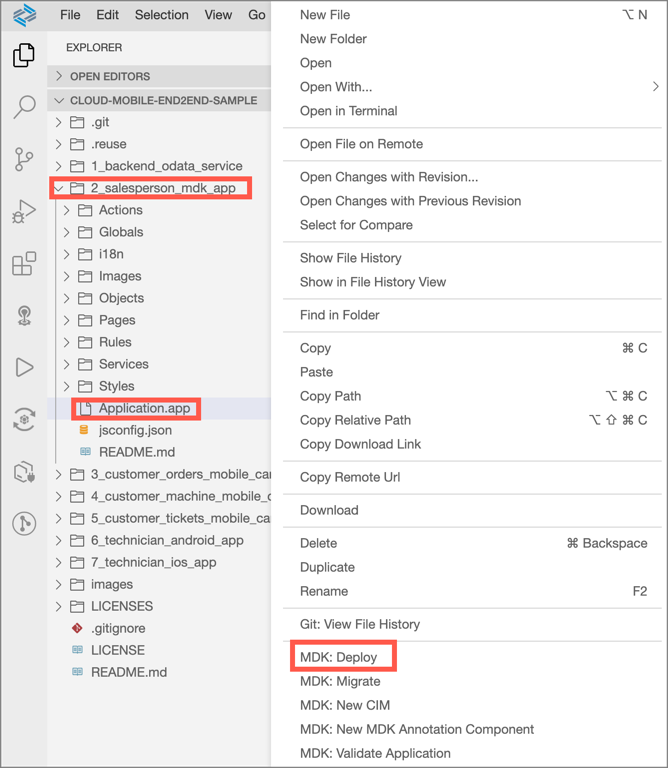 File Edit Selection View Go
EXPLORER
OPEN EDITORS
CLOUD-MOBILE-END2END-SAMPLE
.git
.reuse
1_backend_odata_service
2_salesperson_mdk_app
Actions
Globals
i18n
Images
Objects
Pages
Rules
Services
Styles
Application.app
jsconfig.json
README.md
3_customer_orders_mobile_ca
4_customer_machine_mobile_c
5_customer_tickets_mobile_ca
6_technician_android_app
7_technician_ios_app
images
LICENSES
.gitignore
LICENSE
README.md
New File ⌥ N
New Folder
Open
Open With...
Open in Terminal
Open File on Remote
Open Changes with Revision...
Open Changes with Previous Revision
Select for Compare
Show File History
Show in File History View
Find in Folder
Copy ⌘ C
Paste
Copy Path ⌥ ⌘ C
Copy Relative Path ⌥ ⇧ ⌘ C
Copy Download Link
Copy Remote Url
Download
Delete ⌘ Backspace
Duplicate
Rename F2
Git: View File History
MDK: Deploy
MDK: Migrate
MDK: New CIM
MDK: New MDK Annotation Component
MDK: Validate Application